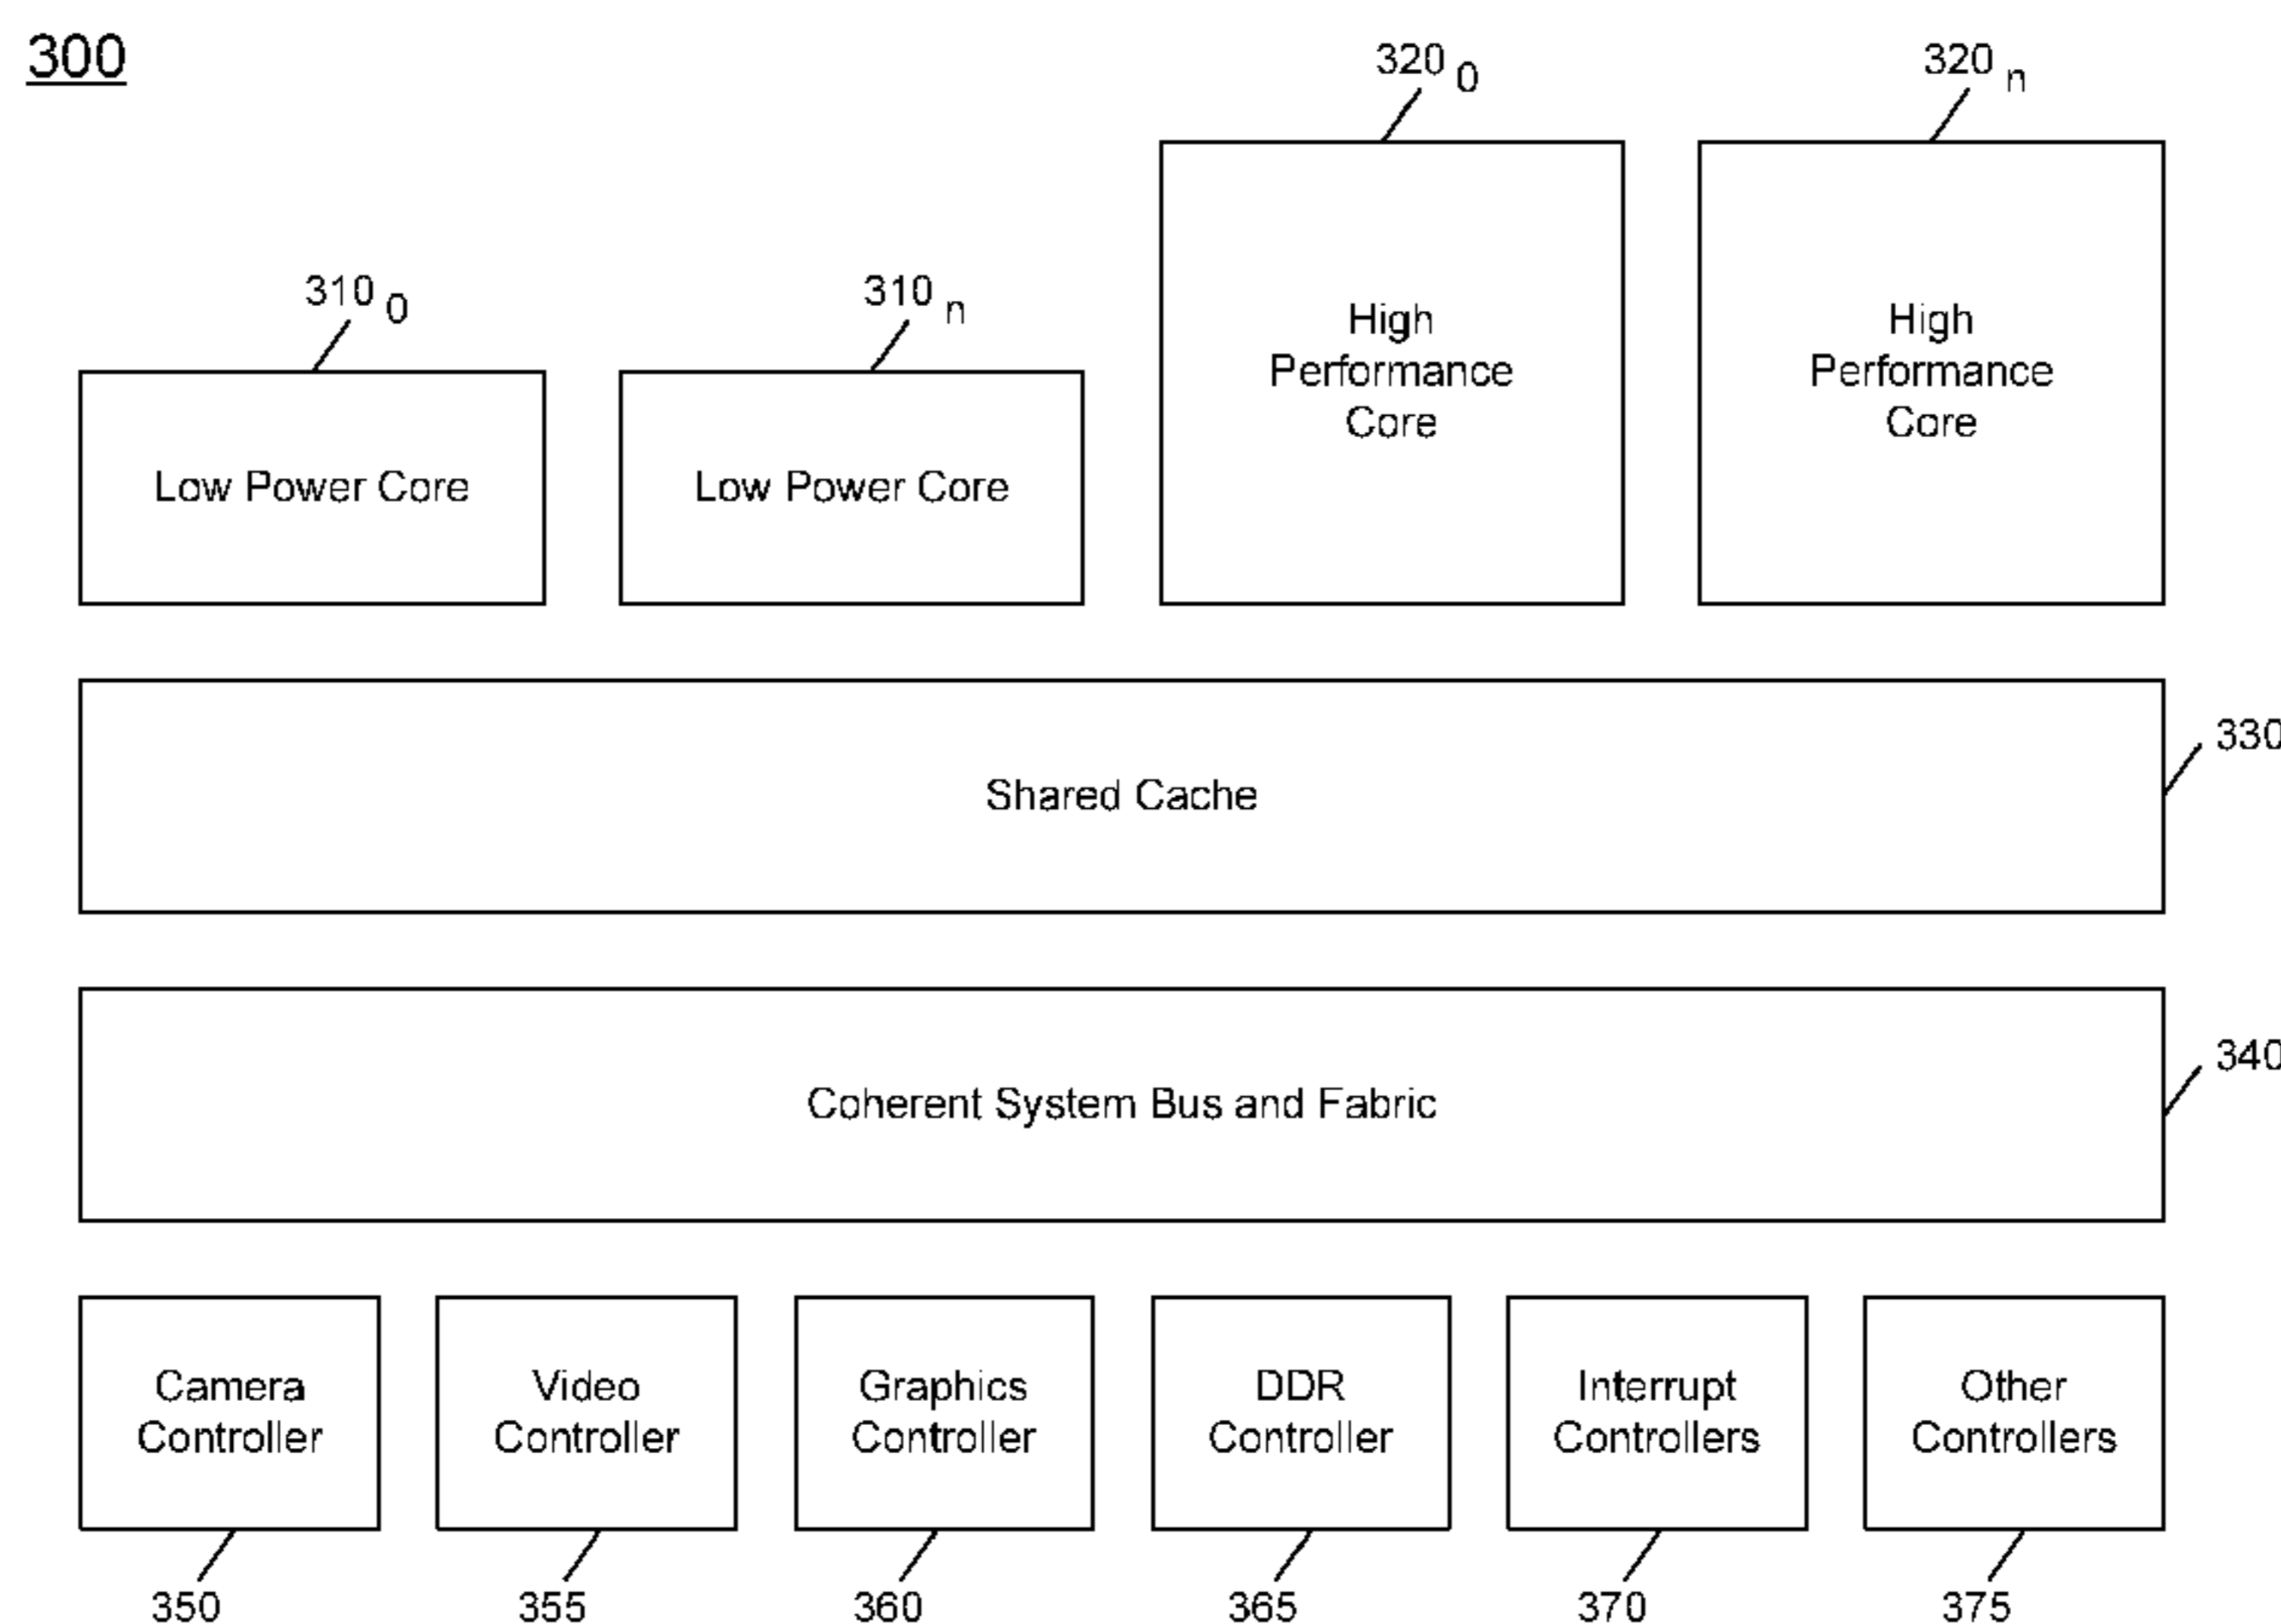 300
320 0
320 n
310 0
310 n
High
Performance
Core
High
Performance
Core
Low Power Core
Low Power Core
Shared Cache
330
Coherent System Bus and Fabric
340
Camera
Controller
Video
Controller
Graphics
Controller
DDR
Controller
Interrupt
Controllers
Other
Controllers
350
355
360
365
370
375